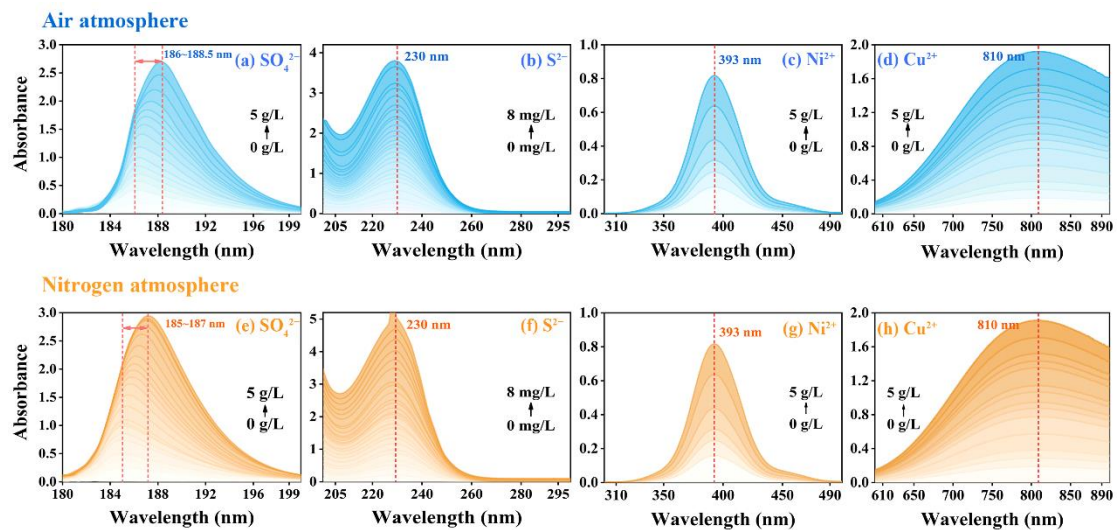 Air atmosphere
Absorbance
3.0
2.5
2.0
1.5
1.0
0.5
0.0
186~188.5 nm
(a) SO₄²⁻
5 g/L
0 g/L
180 184 188 192 196 199
Wavelength (nm)
4
3
2
1
0
230 nm
(b) S²⁻
8 mg/L
0 mg/L
205 220 240 260 280 295
Wavelength (nm)
1.0
0.8
0.6
0.4
0.2
0.0
393 nm
(c) Ni²⁺
5 g/L
0 g/L
310 350 400 450 490
Wavelength (nm)
2.0
1.6
1.2
0.8
0.4
0.0
810 nm
(d) Cu²⁺
5 g/L
0 g/L
610 650 700 750 800 850 890
Wavelength (nm)
Nitrogen atmosphere
Absorbance
3.0
2.5
2.0
1.5
1.0
0.5
0.0
185~187 nm
(e) SO₄²⁻
5 g/L
0 g/L
180 184 188 192 196 199
Wavelength (nm)
5
4
3
2
1
0
230 nm
(f) S²⁻
8 mg/L
0 mg/L
205 220 240 260 280 295
Wavelength (nm)
1.0
0.8
0.6
0.4
0.2
0.0
393 nm
(g) Ni²⁺
5 g/L
0 g/L
310 350 400 450 490
Wavelength (nm)
2.0
1.6
1.2
0.8
0.4
0.0
810 nm
(h) Cu²⁺
5 g/L
0 g/L
610 650 700 750 800 850 890
Wavelength (nm)